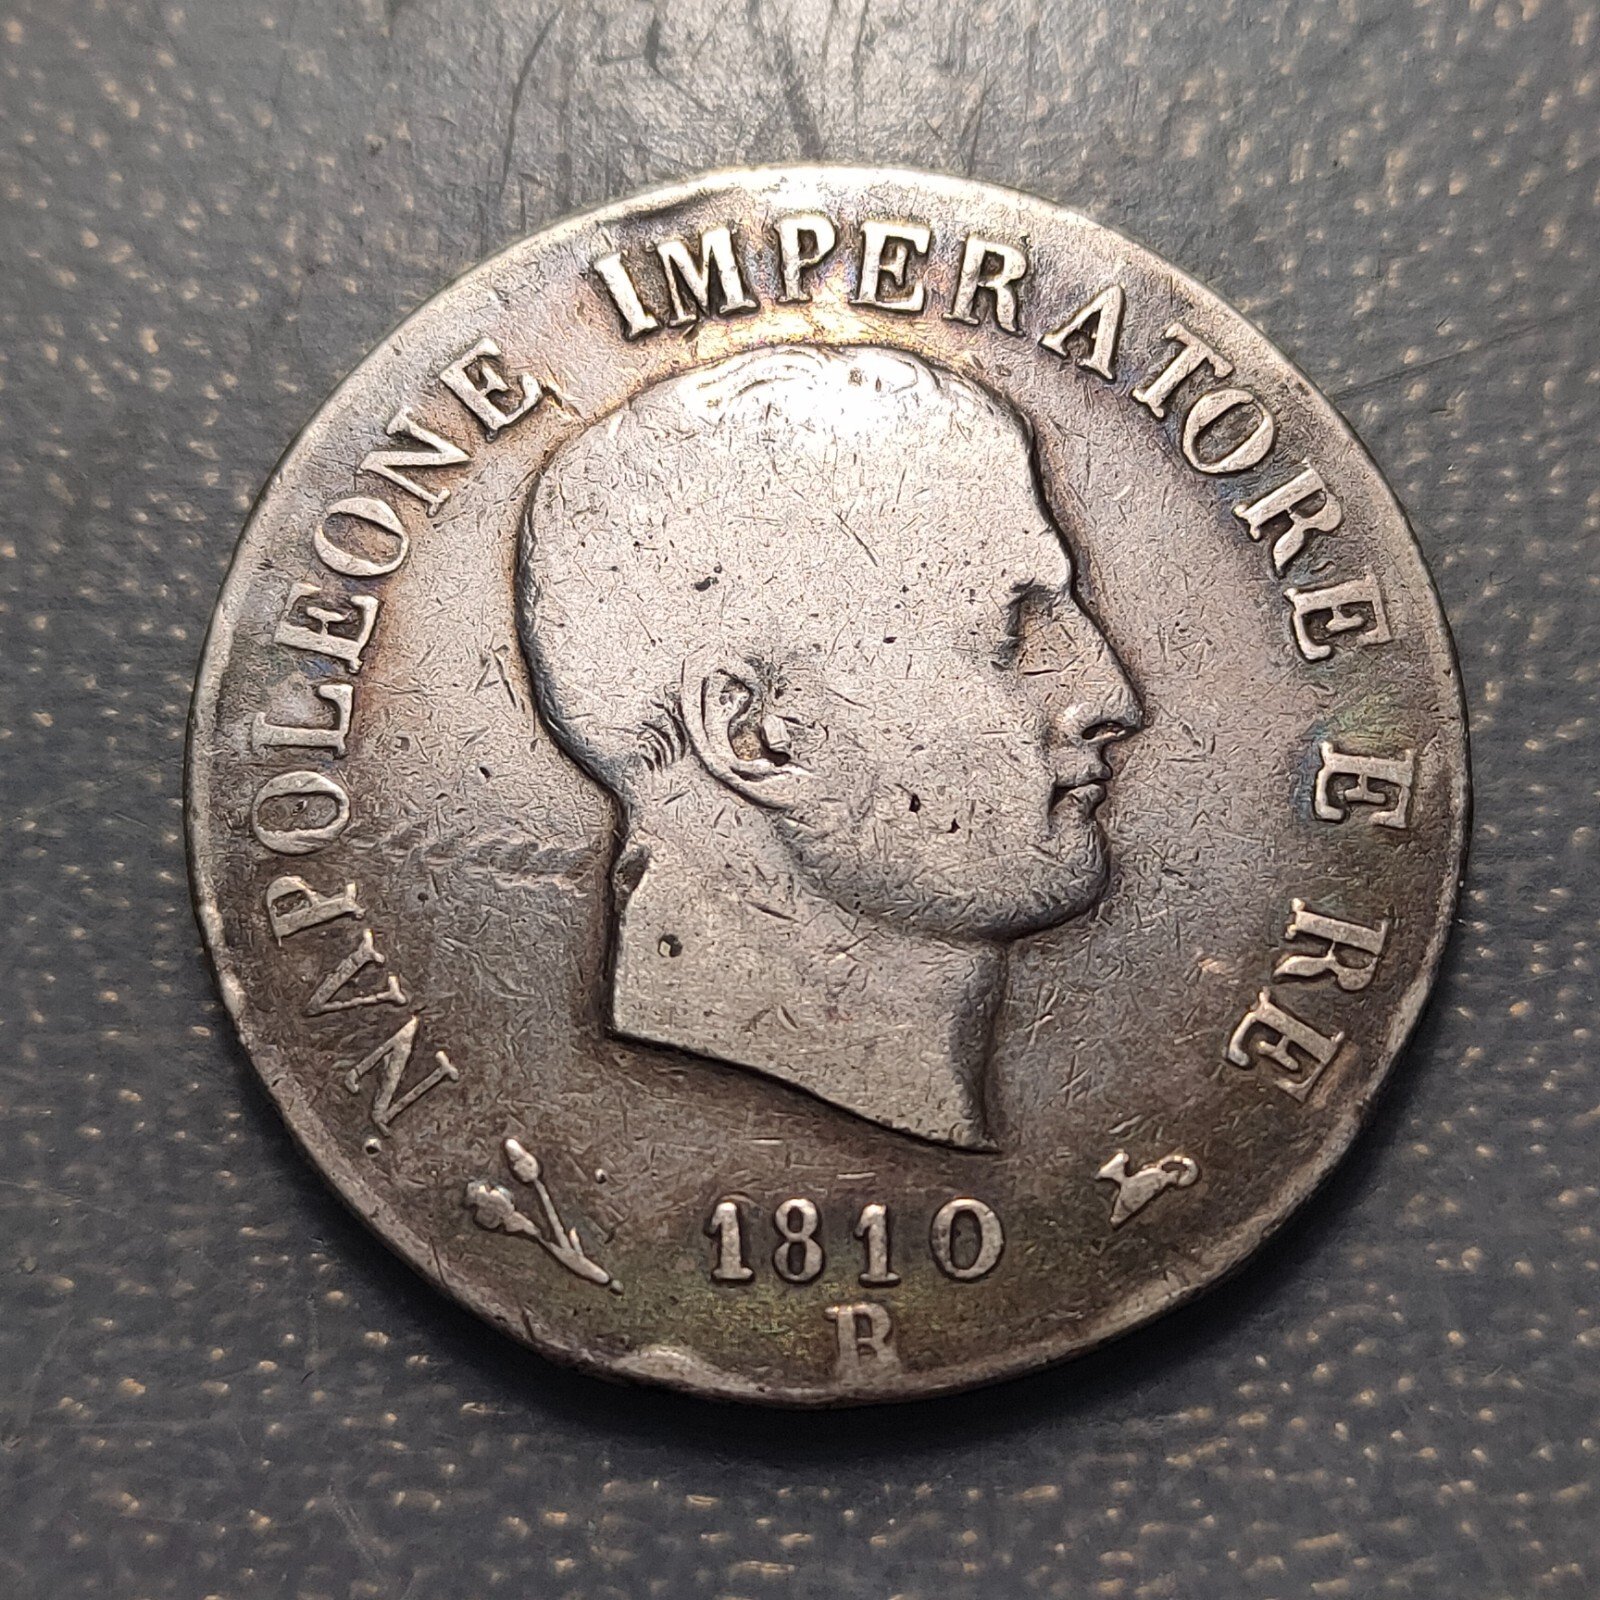 NAPOLEONE IMPERATORE E RE
1810
B